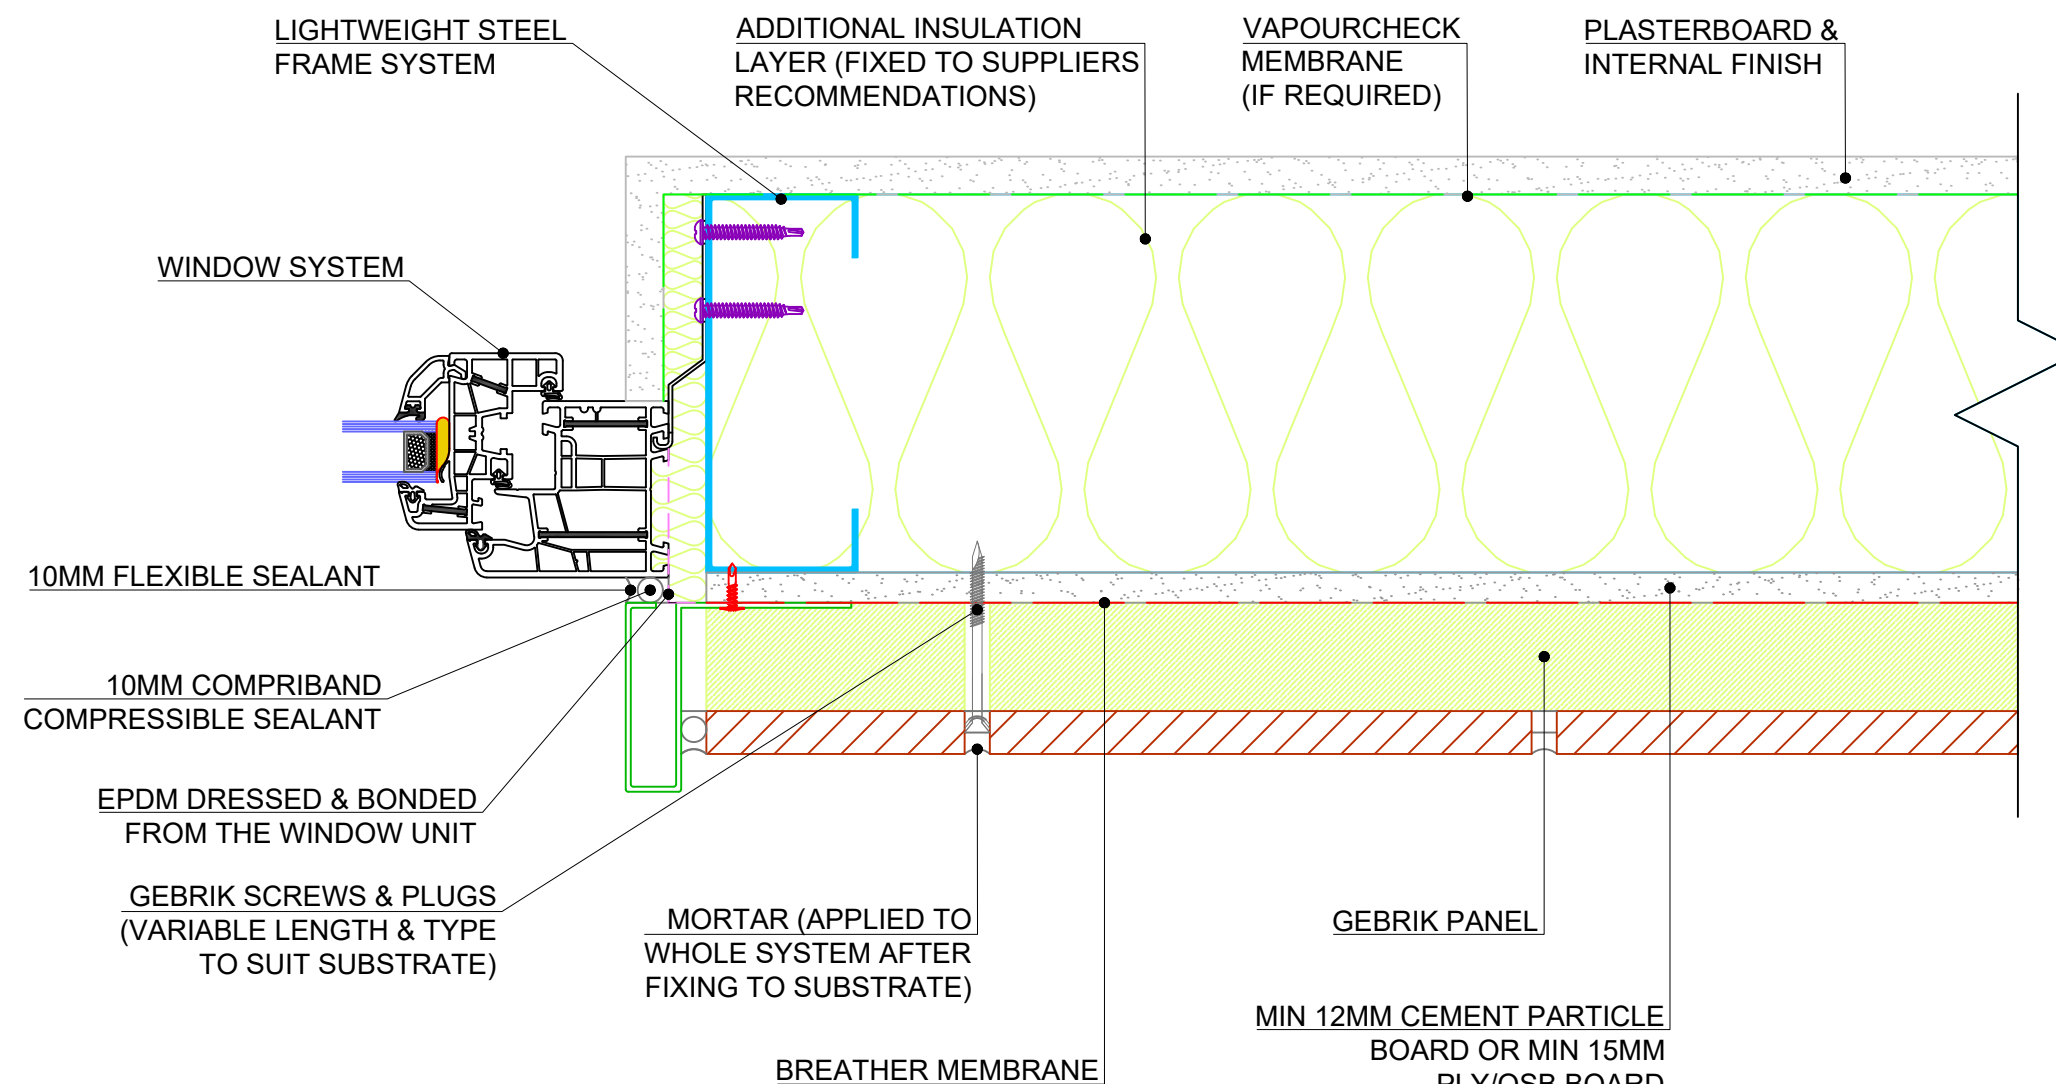 LIGHTWEIGHT STEEL
FRAME SYSTEM
ADDITIONAL INSULATION
LAYER (FIXED TO SUPPLIERS
RECOMMENDATIONS)
VAPOURCHECK
MEMBRANE
(IF REQUIRED)
PLASTERBOARD &
INTERNAL FINISH
WINDOW SYSTEM
10MM FLEXIBLE SEALANT
10MM COMPRIBAND
COMPRESSIBLE SEALANT
EPDM DRESSED & BONDED
FROM THE WINDOW UNIT
GEBRIK SCREWS & PLUGS
(VARIABLE LENGTH & TYPE
TO SUIT SUBSTRATE)
MORTAR (APPLIED TO
WHOLE SYSTEM AFTER
FIXING TO SUBSTRATE)
GEBRIK PANEL
BREATHER MEMBRANE
MIN 12MM CEMENT PARTICLE
BOARD OR MIN 15MM
PLY/OSB BOARD